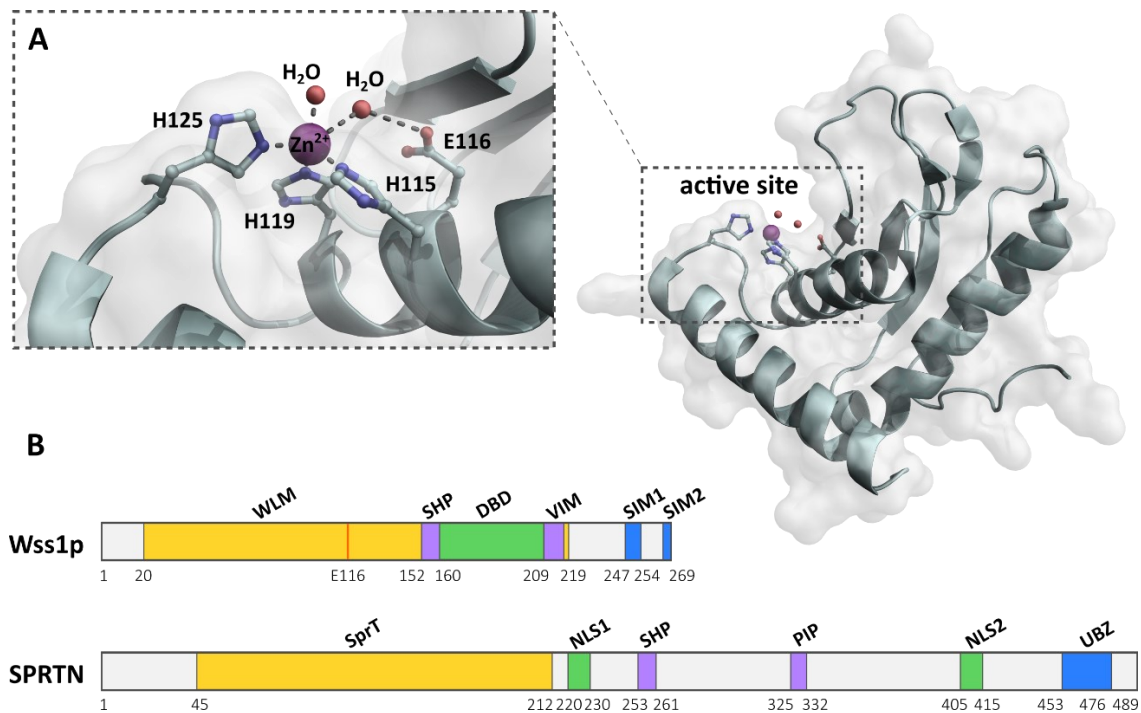 A
H₂O
H₂O
H125
Zn²⁺
E116
H115
H119
active site
B
WLM SHP DBD VIM SIM1 SIM2
Wss1p
1 20 E116 152 160 209 219 247 254 269
SprT NLS1 SHP PIP NLS2 UBZ
SPRTN
1 45 212 220 230 253 261 325 332 405 415 453 476 489